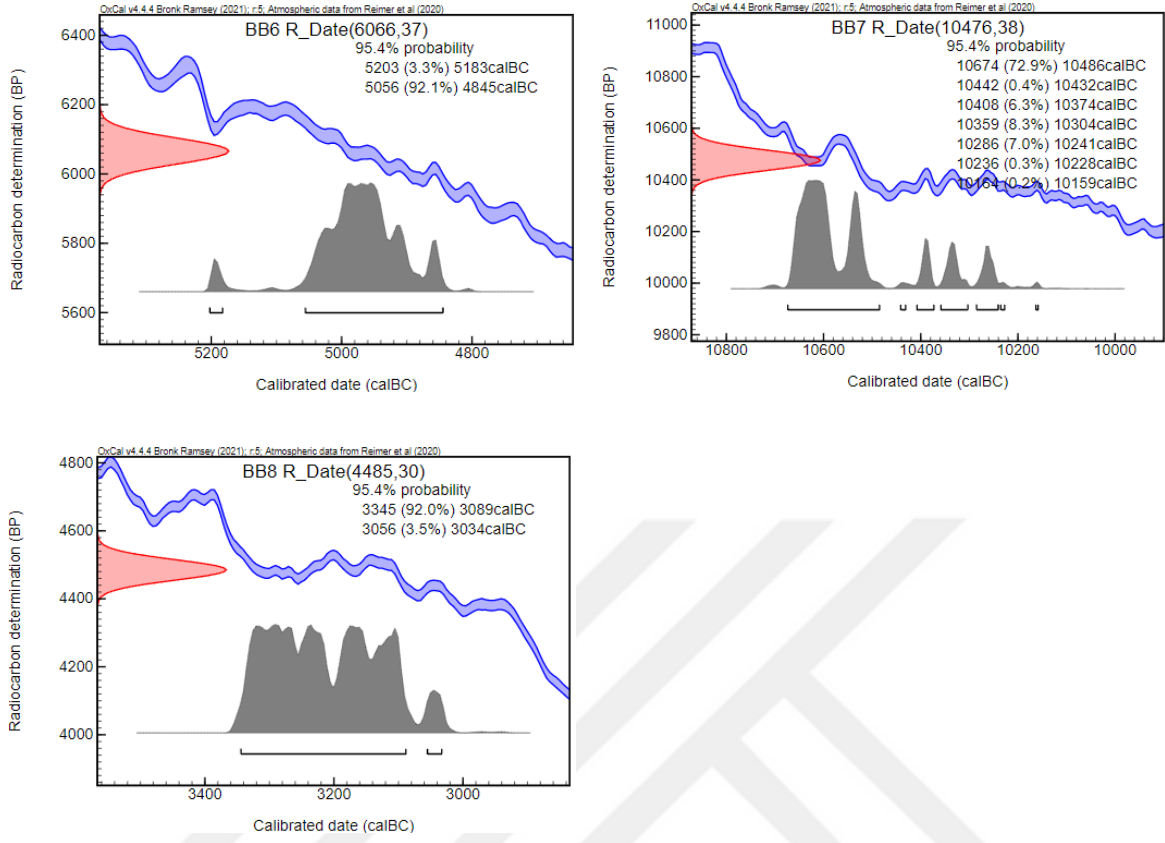 OxCal v4.4.4 Bronk Ramsey (2021); r:5; Atmospheric data from Reimer et al (2020)
BB6 R_Date(6066,37)
95.4% probability
5203 (3.3%) 5183calBC
5056 (92.1%) 4845calBC
6400
6200
6000
5800
5600
Radiocarbon determination (BP)
5200
5000
4800
Calibrated date (calBC)
OxCal v4.4.4 Bronk Ramsey (2021); r:5; Atmospheric data from Reimer et al (2020)
BB7 R_Date(10476,38)
95.4% probability
10674 (72.9%) 10486calBC
10442 (0.4%) 10432calBC
10408 (6.3%) 10374calBC
10359 (8.3%) 10304calBC
10286 (7.0%) 10241calBC
10236 (0.3%) 10228calBC
(0.2%) 10159calBC
11000
10800
10600
10400
10200
10000
9800
Radiocarbon determination (BP)
10800
10600
10400
10200
10000
Calibrated date (calBC)
OxCal v4.4.4 Bronk Ramsey (2021); r:5; Atmospheric data from Reimer et al (2020)
BB8 R_Date(4485,30)
95.4% probability
3345 (92.0%) 3089calBC
3056 (3.5%) 3034calBC
4800
4600
4400
4200
4000
Radiocarbon determination (BP)
3400
3200
3000
Calibrated date (calBC)